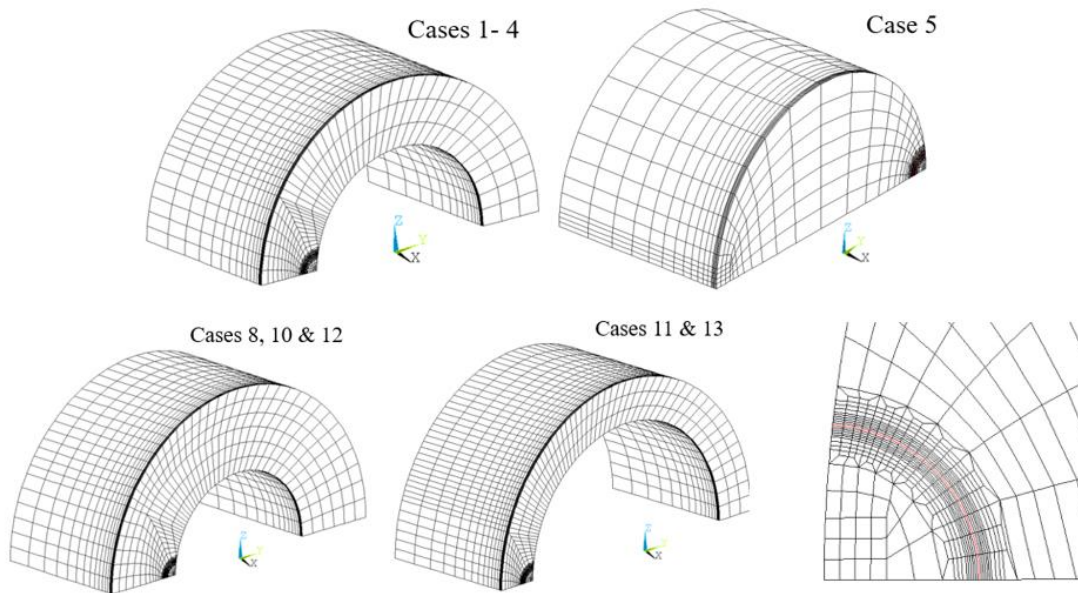 Cases 1- 4
Case 5
Z
Y
X
Z
Y
X
Cases 8, 10 & 12
Cases 11 & 13
Z
Y
X
Z
Y
X